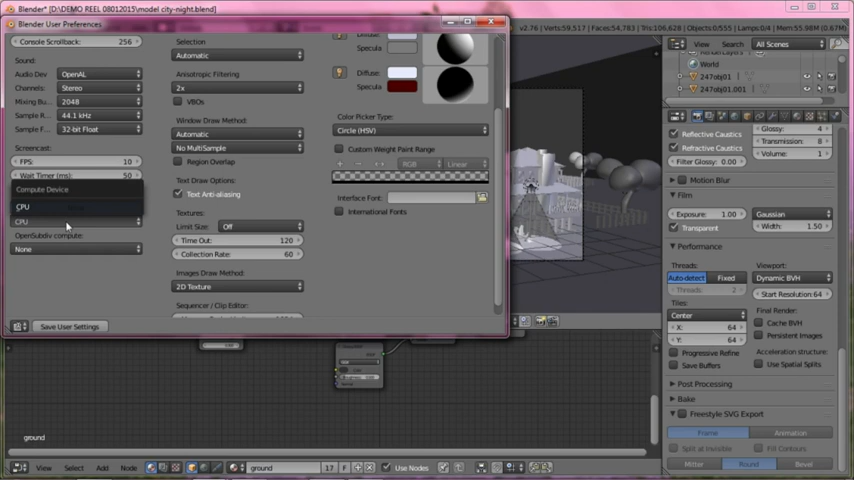 Blender* [D:\DEMO REEL 08012015\model city-night.blend]
Blender User Preferences
Console Scrollback: 256
Sound:
Audio Dev OpenAL
Channels: Stereo
Mixing Bu... 2048
Sample R... 44.1 kHz
Sample F... 32-bit Float
Screencast:
FPS: 10
Wait Timer (ms): 50
Compute Device
CPU
CPU
OpenSubdiv compute:
None
Save User Settings
Selection
Automatic
Anisotropic Filtering
2x
VBOs
Window Draw Method:
Automatic
No MultiSample
Region Overlap
Text Draw Options:
Text Anti-aliasing
Textures:
Limit Size: Off
Time Out: 120
Collection Rate: 60
Images Draw Method:
2D Texture
Sequencer / Clip Editor:
Specula
Diffuse:
Specula
Color Picker Type:
Circle (HSV)
Custom Weight Paint Range
RGB Linear
Interface Font:
International Fonts
v2.76 | Verts:59,517 | Faces:54,783 | Tris:106,628 | Objects:0/555 | Lamps:0/4 | Mem:55.98M (0.67M)
View Search All Scenes
World
247obj01
247obj01.001
Reflective Caustics
Refractive Caustics
Filter Glossy: 0.00
Glossy: 4
Transmission: 8
Volume: 1
Motion Blur
Film
Exposure: 1.00
Transparent
Gaussian
Width: 1.50
Performance
Threads:
Auto-detect Fixed
Threads: 2
Tiles:
Center
X: 64
Y: 64
Progressive Refine
Save Buffers
Viewport:
Dynamic BVH
Start Resolution:64
Final Render:
Cache BVH
Persistent Images
Acceleration structure:
Use Spatial Splits
Post Processing
Bake
Freestyle SVG Export
Frame Animation
Split at Invisible Fill Contours
Mitter Round Bevel
ground
View Select Add Node ground 17 F Use Nodes